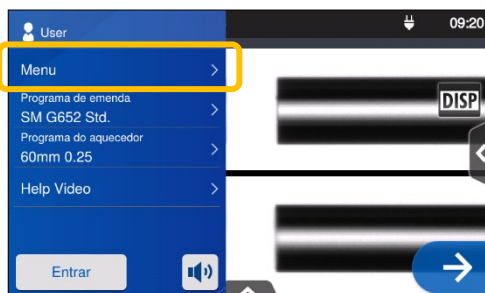 User
09:20
Menu
Programa de emenda
SM G652 Std.
DISP
Programa do aquecedor
60mm 0.25
Help Video
Entrar